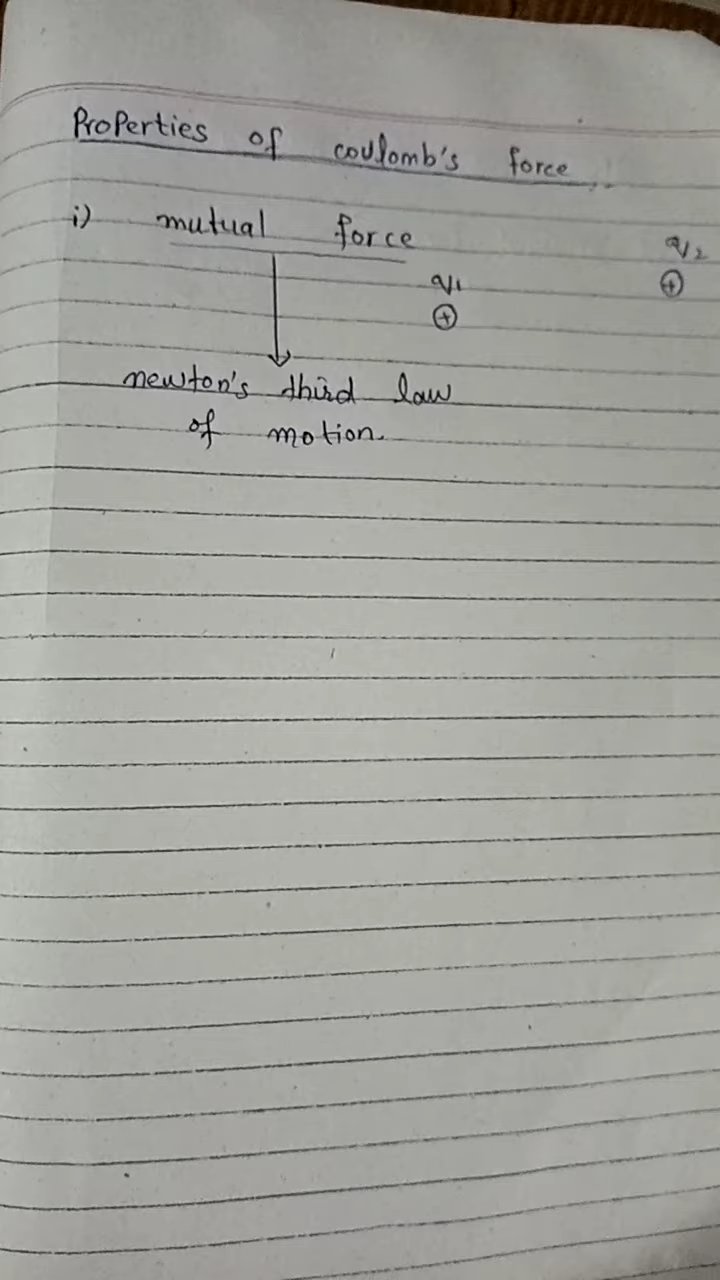 Properties of coulomb's force
i) mutual force
q1 q2
⊕ ⊕
newton's third law
of motion